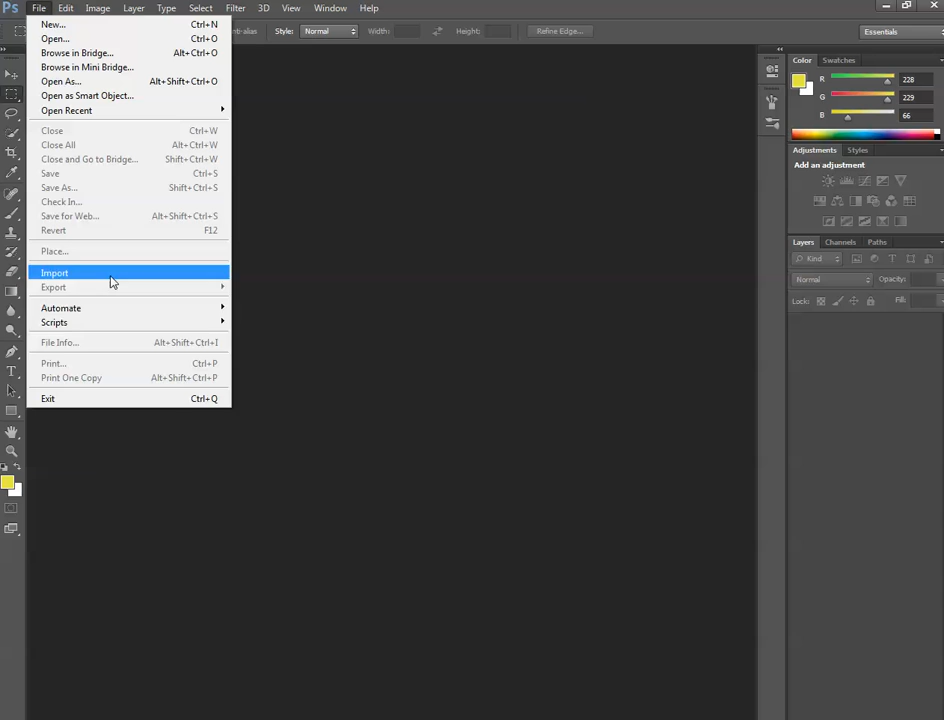 Ps File Edit Image Layer Type Select Filter 3D View Window Help
nti-alias Style: Normal Width: Height: Refine Edge... Essentials
New... Ctrl+N
Open... Ctrl+O
Browse in Bridge... Alt+Ctrl+O
Browse in Mini Bridge...
Open As... Alt+Shift+Ctrl+O
Open as Smart Object...
Open Recent
Close Ctrl+W
Close All Alt+Ctrl+W
Close and Go to Bridge... Shift+Ctrl+W
Save Ctrl+S
Save As... Shift+Ctrl+S
Check In...
Save for Web... Alt+Shift+Ctrl+S
Revert F12
Place...
Import
Export
Automate
Scripts
File Info... Alt+Shift+Ctrl+I
Print... Ctrl+P
Print One Copy Alt+Shift+Ctrl+P
Exit Ctrl+Q
T
Color Swatches
R 228
G 229
B 66
Adjustments Styles
Add an adjustment
Layers Channels Paths
Kind T
Normal Opacity:
Lock: Fill: